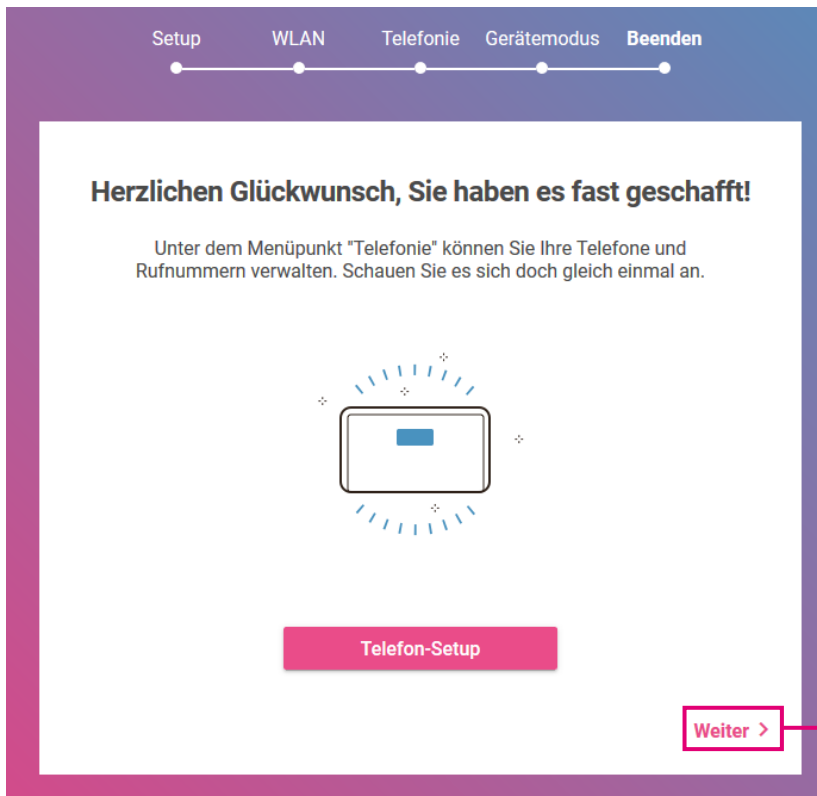 Setup WLAN Telefonie Gerätemodus Beenden
Herzlichen Glückwunsch, Sie haben es fast geschafft!
Unter dem Menüpunkt "Telefonie" können Sie Ihre Telefone und
Rufnummern verwalten. Schauen Sie es sich doch gleich einmal an.
Telefon-Setup
Weiter >